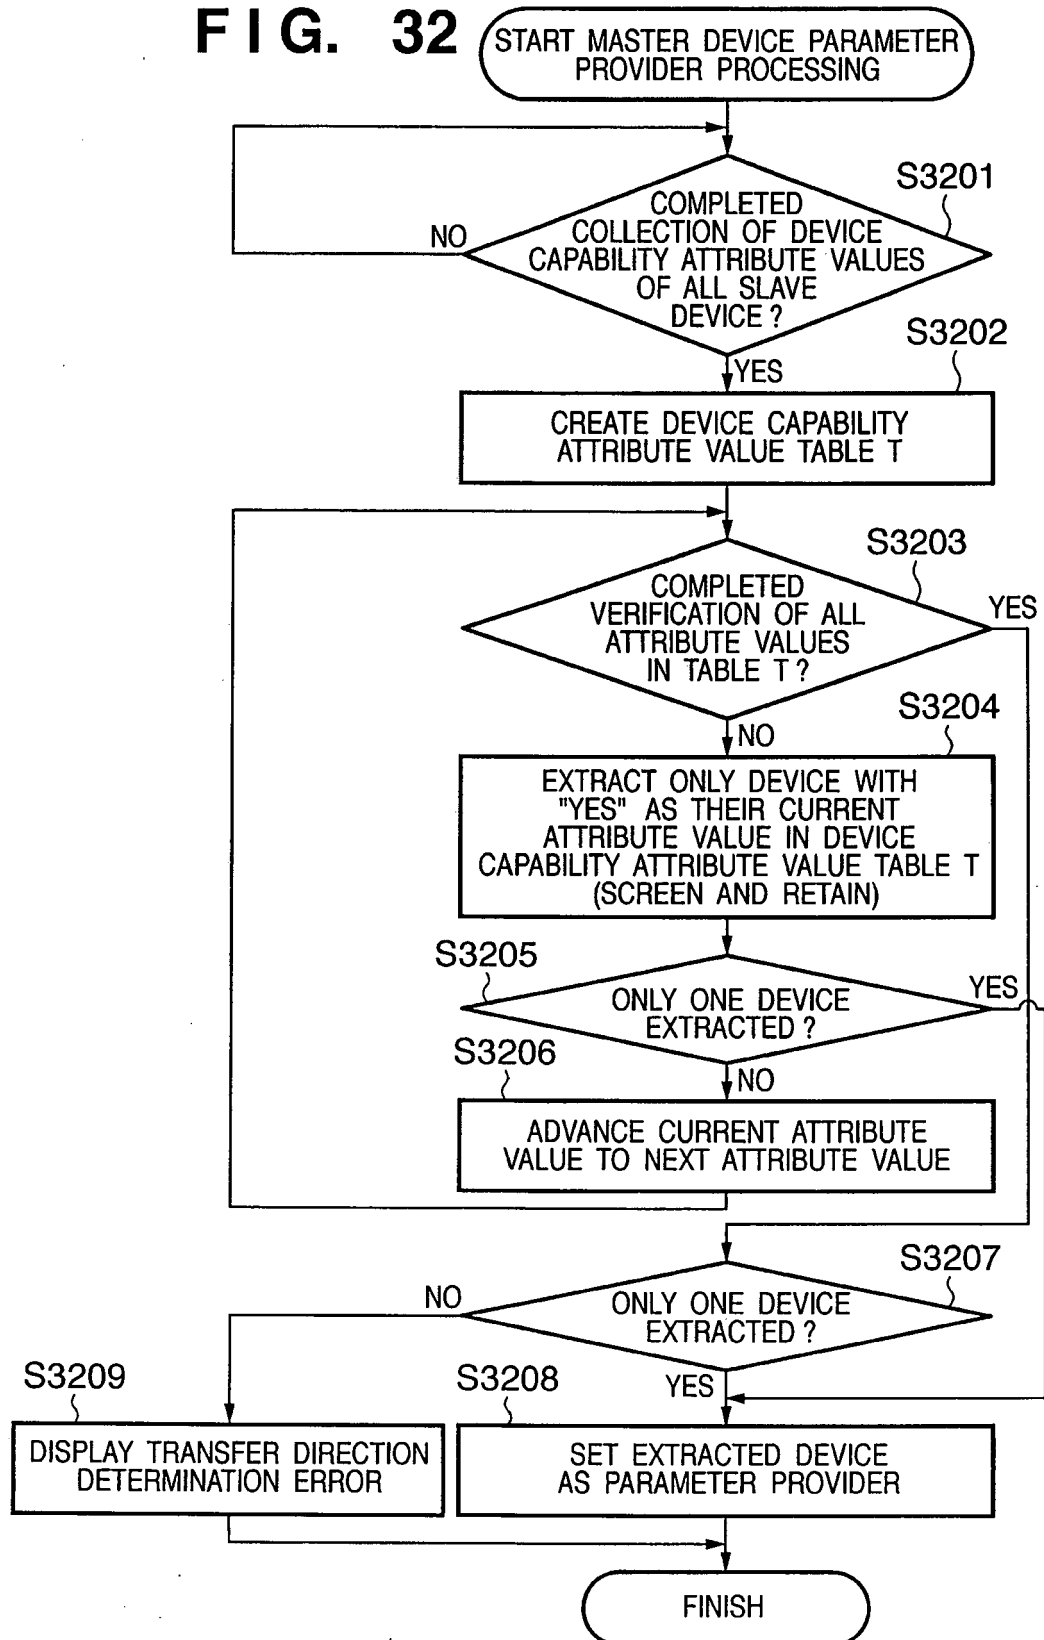 FIG. 32
START MASTER DEVICE PARAMETER
PROVIDER PROCESSING
S3201
COMPLETED
COLLECTION OF DEVICE
CAPABILITY ATTRIBUTE VALUES
OF ALL SLAVE
DEVICE?
NO
YES
S3202
CREATE DEVICE CAPABILITY
ATTRIBUTE VALUE TABLE T
S3203
COMPLETED
VERIFICATION OF ALL
ATTRIBUTE VALUES
IN TABLE T?
YES
NO
S3204
EXTRACT ONLY DEVICE WITH
"YES" AS THEIR CURRENT
ATTRIBUTE VALUE IN DEVICE
CAPABILITY ATTRIBUTE VALUE TABLE T
(SCREEN AND RETAIN)
S3205
ONLY ONE DEVICE
EXTRACTED?
YES
NO
S3206
ADVANCE CURRENT ATTRIBUTE
VALUE TO NEXT ATTRIBUTE VALUE
S3207
ONLY ONE DEVICE
EXTRACTED?
NO
YES
S3209
DISPLAY TRANSFER DIRECTION
DETERMINATION ERROR
S3208
SET EXTRACTED DEVICE
AS PARAMETER PROVIDER
FINISH